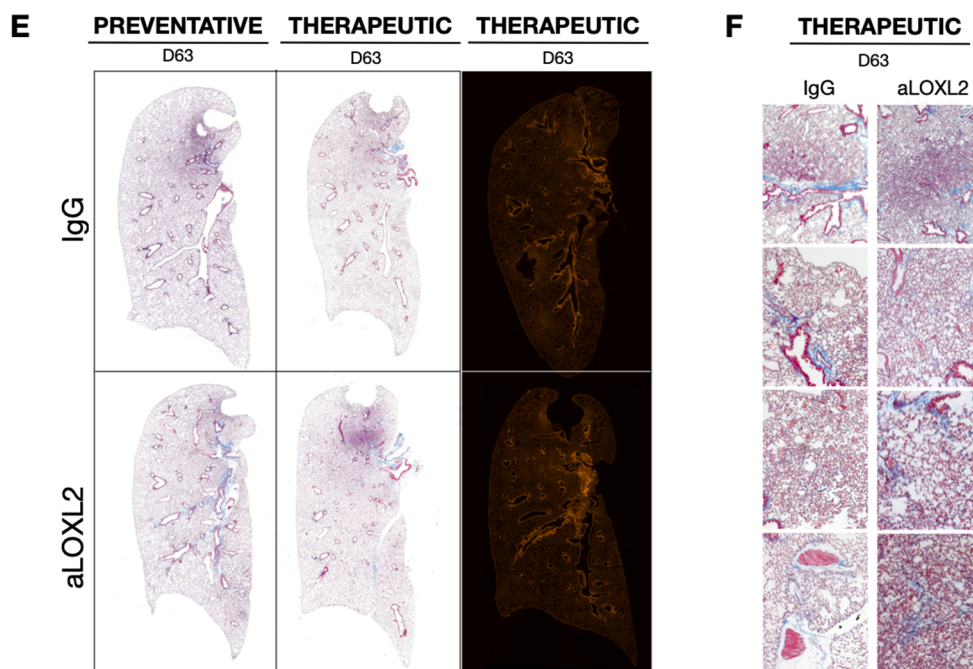 E PREVENTATIVE THERAPEUTIC THERAPEUTIC
D63 D63 D63
IgG
aLOXL2
F THERAPEUTIC
D63
IgG aLOXL2